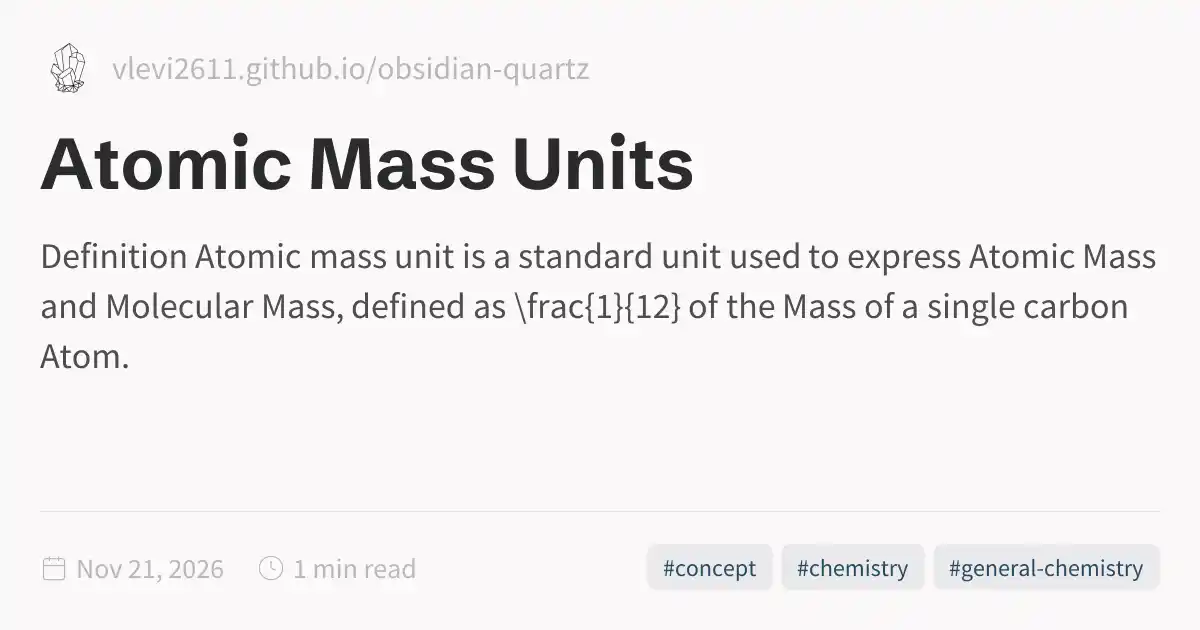 vlevi2611.github.io/obsidian-quartz
Atomic Mass Units
Definition Atomic mass unit is a standard unit used to express Atomic Mass
and Molecular Mass, defined as \frac{1}{12} of the Mass of a single carbon
Atom.
Nov 21, 2026 1 min read #concept #chemistry #general-chemistry